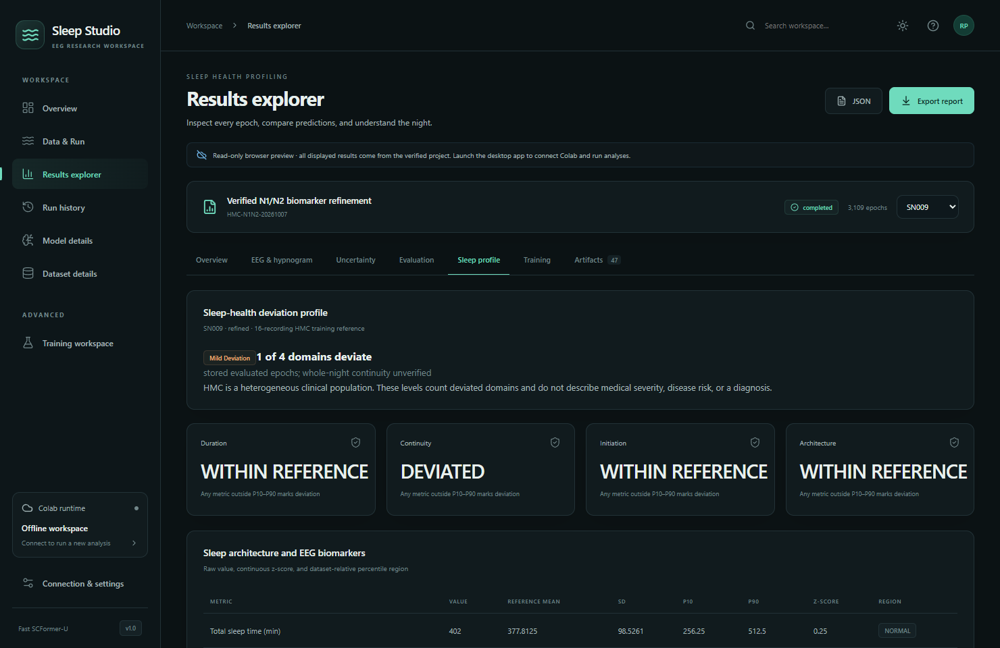 Sleep Studio
EEG RESEARCH WORKSPACE
WORKSPACE
Overview
Data & Run
Results explorer
Run history
Model details
Dataset details
ADVANCED
Training workspace
Colab runtime
Offline workspace
Connect to run a new analysis
Connection & settings
Fast SCFormer-U
v1.0
Workspace > Results explorer
Search workspace...
RP
SLEEP HEALTH PROFILING
Results explorer
Inspect every epoch, compare predictions, and understand the night.
JSON
Export report
Read-only browser preview · all displayed results come from the verified project. Launch the desktop app to connect Colab and run analyses.
Verified N1/N2 biomarker refinement
HMC-N1N2-20261007
completed
3,109 epochs
SN009
Overview EEG & hypnogram Uncertainty Evaluation Sleep profile Training Artifacts 47
Sleep-health deviation profile
SN009 · refined · 16-recording HMC training reference
Mild Deviation 1 of 4 domains deviate
stored evaluated epochs; whole-night continuity unverified
HMC is a heterogeneous clinical population. These levels count deviated domains and do not describe medical severity, disease risk, or a diagnosis.
Duration
WITHIN REFERENCE
Any metric outside P10–P90 marks deviation
Continuity
DEVIATED
Any metric outside P10–P90 marks deviation
Initiation
WITHIN REFERENCE
Any metric outside P10–P90 marks deviation
Architecture
WITHIN REFERENCE
Any metric outside P10–P90 marks deviation
Sleep architecture and EEG biomarkers
Raw value, continuous z-score, and dataset-relative percentile region
METRIC VALUE REFERENCE MEAN SD P10 P90 Z-SCORE REGION
Total sleep time (min) 402 377.8125 98.5261 256.25 512.5 0.25 NORMAL